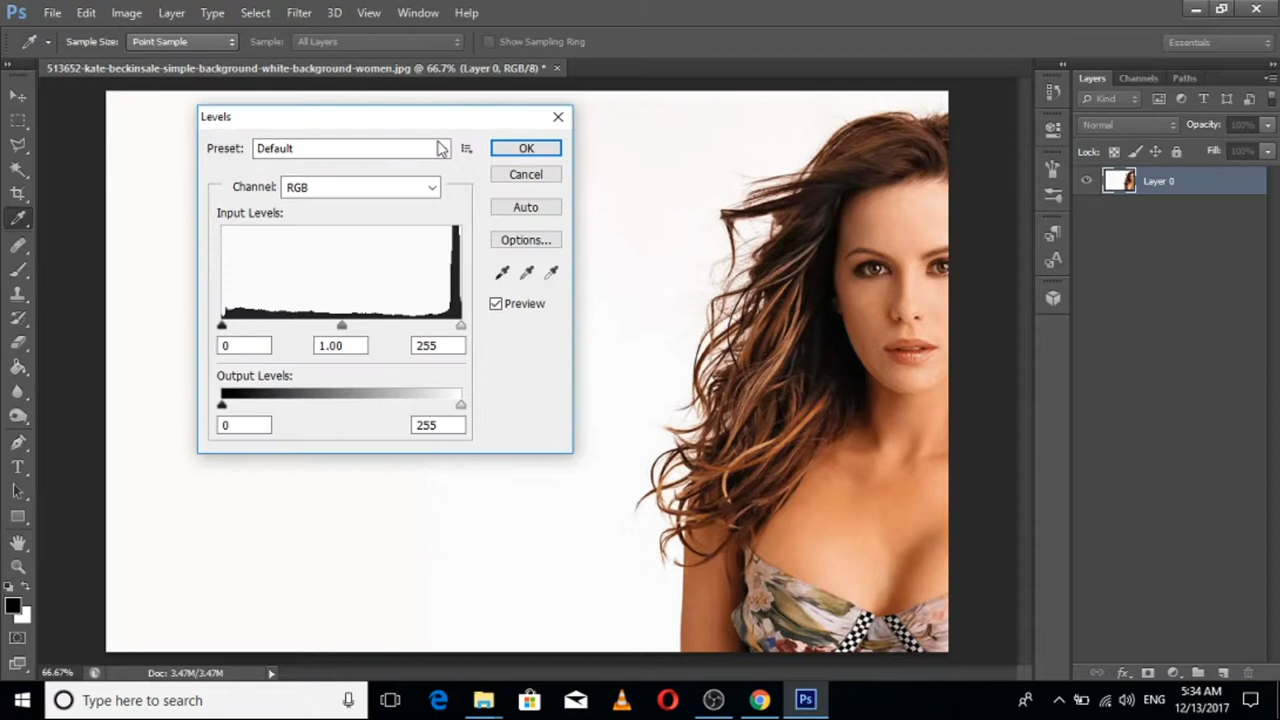 Ps File Edit Image Layer Type Select Filter 3D View Window Help
Sample Size: Point Sample Sample: All Layers Show Sampling Ring Essentials
513652-kate-beckinsale-simple-background-white-background-women.jpg @ 66.7% (Layer 0, RGB/8) *
Layers Channels Paths
Kind
Normal Opacity: 100%
Lock: Fill: 100%
Layer 0
Levels
Preset: Default OK
Cancel
Channel: RGB
Auto
Input Levels:
Options...
Preview
0 1.00 255
Output Levels:
0 255
66.67% Doc: 3.47M/3.47M
Type here to search
Ps
ENG
5:34 AM
12/13/2017